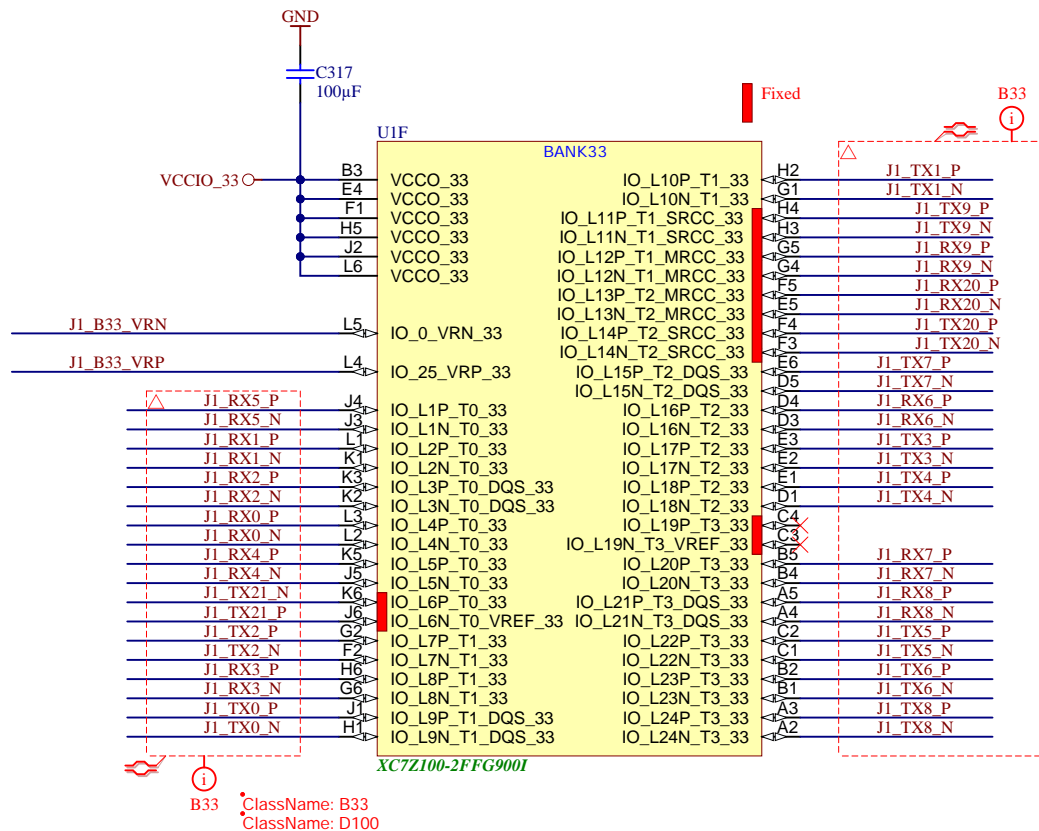 GND
C317
100µF
Fixed
B33
U1F
BANK33
VCCIO_33
B3 VCCO_33 IO_L10P_T1_33 H2 J1_TX1_P
E4 VCCO_33 IO_L10N_T1_33 G1 J1_TX1_N
F1 VCCO_33 IO_L11P_T1_SRCC_33 H4 J1_TX9_P
H5 VCCO_33 IO_L11N_T1_SRCC_33 H3 J1_TX9_N
J2 VCCO_33 IO_L12P_T1_MRCC_33 G5 J1_RX9_P
L6 VCCO_33 IO_L12N_T1_MRCC_33 G4 J1_RX9_N
IO_L13P_T2_MRCC_33 F5 J1_RX20_P
IO_L13N_T2_MRCC_33 E5 J1_RX20_N
J1_B33_VRN L5 IO_0_VRN_33 IO_L14P_T2_SRCC_33 F4 J1_TX20_P
IO_L14N_T2_SRCC_33 F3 J1_TX20_N
J1_B33_VRP L4 IO_25_VRP_33 IO_L15P_T2_DQS_33 E6 J1_TX7_P
IO_L15N_T2_DQS_33 D5 J1_TX7_N
J1_RX5_P J4 IO_L1P_T0_33 IO_L16P_T2_33 D4 J1_RX6_P
J1_RX5_N J3 IO_L1N_T0_33 IO_L16N_T2_33 D3 J1_RX6_N
J1_RX1_P L1 IO_L2P_T0_33 IO_L17P_T2_33 E3 J1_TX3_P
J1_RX1_N K1 IO_L2N_T0_33 IO_L17N_T2_33 E2 J1_TX3_N
J1_RX2_P K3 IO_L3P_T0_DQS_33 IO_L18P_T2_33 E1 J1_TX4_P
J1_RX2_N K2 IO_L3N_T0_DQS_33 IO_L18N_T2_33 D1 J1_TX4_N
J1_RX0_P L3 IO_L4P_T0_33 IO_L19P_T3_33 C4
J1_RX0_N L2 IO_L4N_T0_33 IO_L19N_T3_VREF_33 C3
J1_RX4_P K5 IO_L5P_T0_33 IO_L20P_T3_33 B5 J1_RX7_P
J1_RX4_N J5 IO_L5N_T0_33 IO_L20N_T3_33 B4 J1_RX7_N
J1_TX21_N K6 IO_L6P_T0_33 IO_L21P_T3_DQS_33 A5 J1_RX8_P
J1_TX21_P J6 IO_L6N_T0_VREF_33 IO_L21N_T3_DQS_33 A4 J1_RX8_N
J1_TX2_P G2 IO_L7P_T1_33 IO_L22P_T3_33 C2 J1_TX5_P
J1_TX2_N F2 IO_L7N_T1_33 IO_L22N_T3_33 C1 J1_TX5_N
J1_RX3_P H6 IO_L8P_T1_33 IO_L23P_T3_33 B2 J1_TX6_P
J1_RX3_N G6 IO_L8N_T1_33 IO_L23N_T3_33 B1 J1_TX6_N
J1_TX0_P J1 IO_L9P_T1_DQS_33 IO_L24P_T3_33 A3 J1_TX8_P
J1_TX0_N H1 IO_L9N_T1_DQS_33 IO_L24N_T3_33 A2 J1_TX8_N
XC7Z100-2FFG900I
i
i
B33
ClassName: B33
ClassName: D100